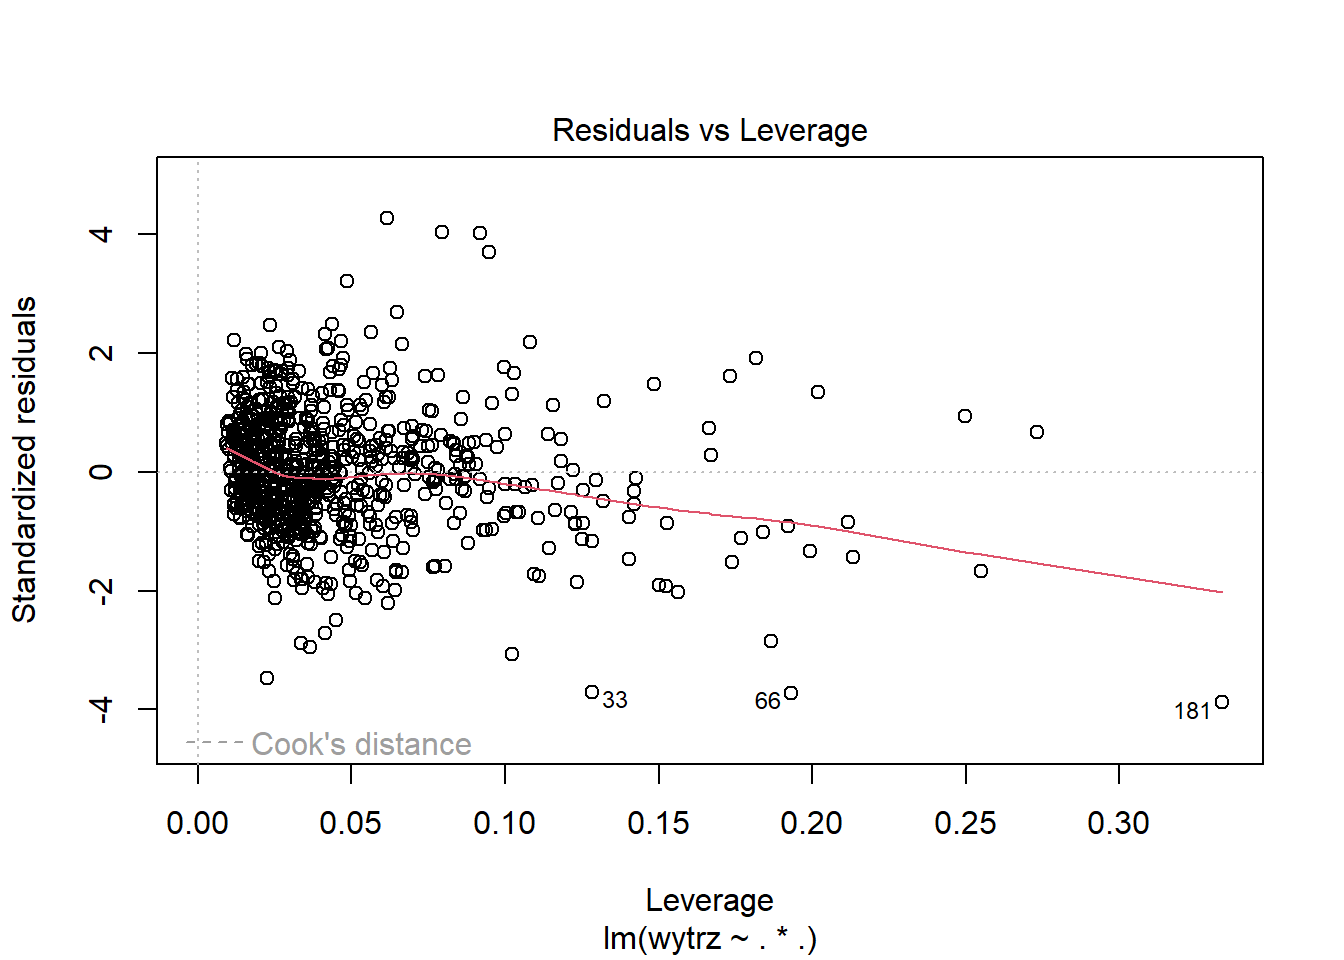 Residuals vs Leverage
Standardized residuals
4
2
0
-2
-4
33
66
181
Cook's distance
0.00 0.05 0.10 0.15 0.20 0.25 0.30
Leverage
lm(wytrz ~ . * .)